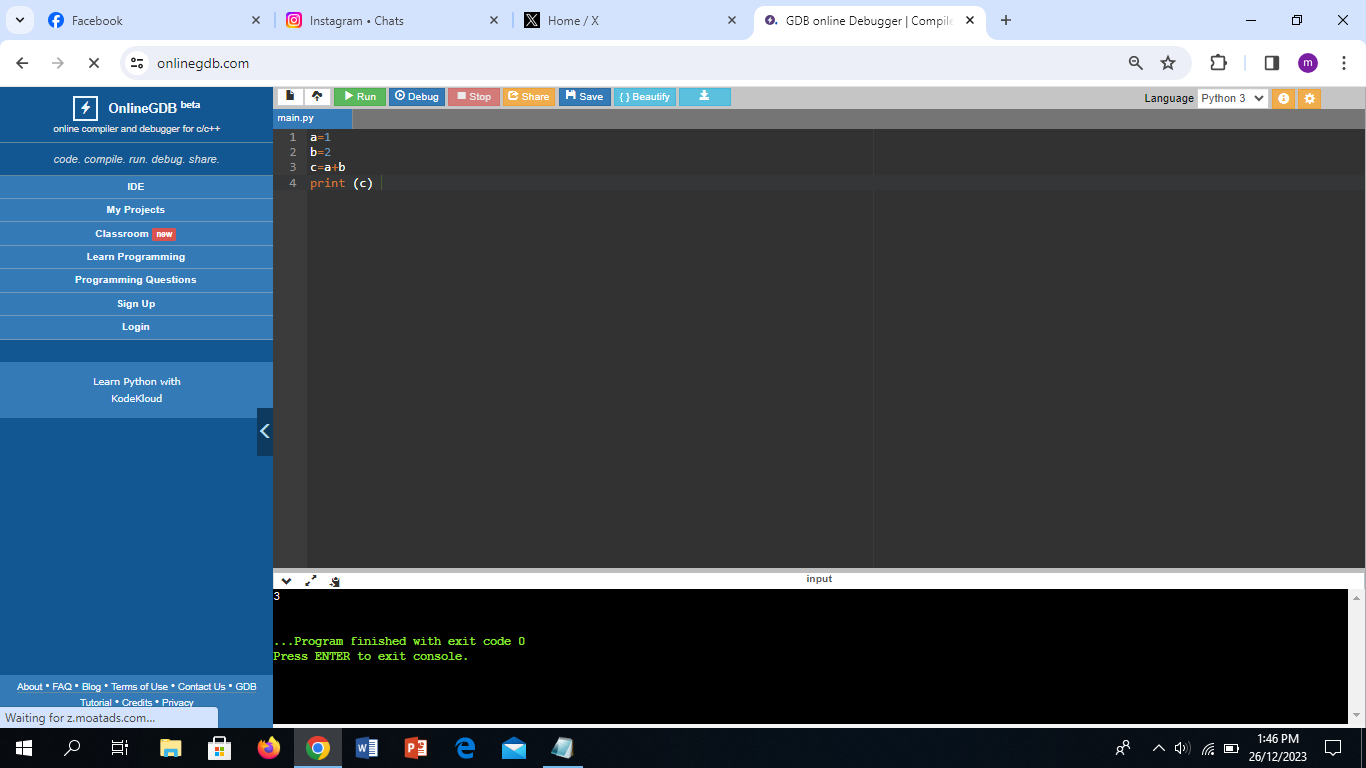 Facebook
Instagram • Chats
Home / X
GDB online Debugger | Compile
onlinegdb.com
m
OnlineGDB beta
online compiler and debugger for c/c++
code. compile. run. debug. share.
IDE
My Projects
Classroom new
Learn Programming
Programming Questions
Sign Up
Login
Learn Python with
KodeKloud
About • FAQ • Blog • Terms of Use • Contact Us • GDB
Tutorial • Credits • Privacy
Waiting for z.moatads.com...
Run
Debug
Stop
Share
Save
{ } Beautify
Language Python 3
main.py
1 a=1
2 b=2
3 c=a+b
4 print (c)
input
3
...Program finished with exit code 0
Press ENTER to exit console.
1:46 PM
26/12/2023